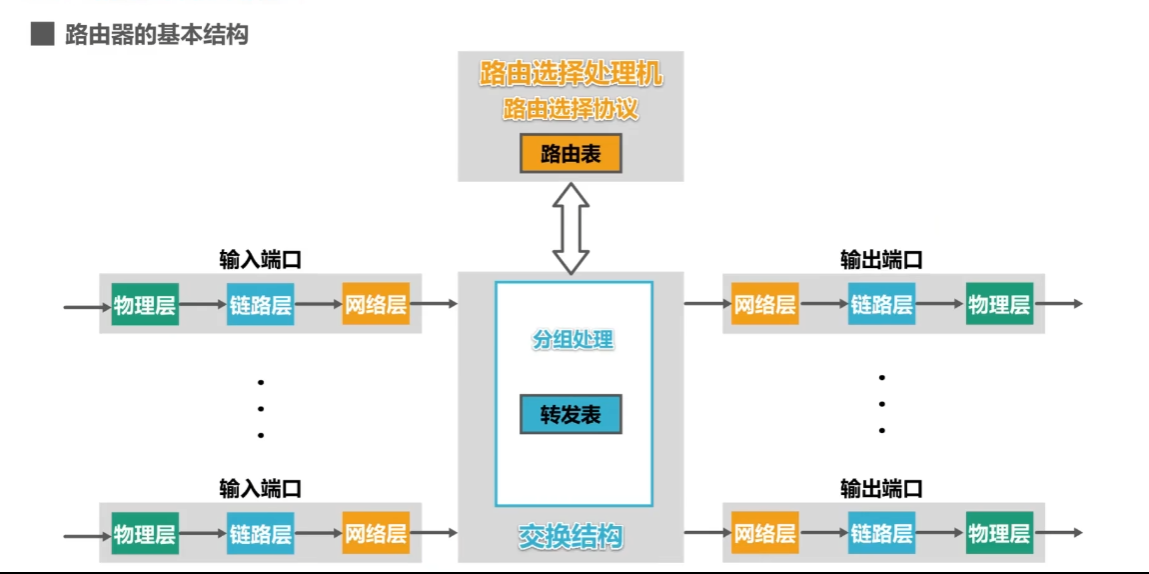 路由器的基本结构
路由选择处理机
路由选择协议
路由表
输入端口
输出端口
物理层 链路层 网络层
网络层 链路层 物理层
分组处理
转发表
输入端口
输出端口
物理层 链路层 网络层
交换结构
网络层 链路层 物理层